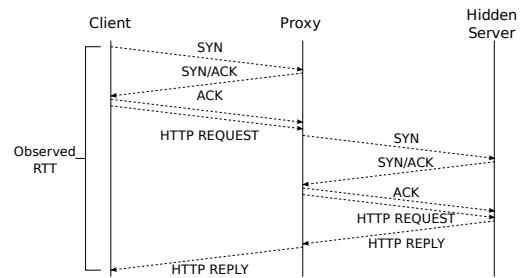 Client
Proxy
Hidden
Server
SYN
SYN/ACK
ACK
HTTP REQUEST
SYN
Observed
RTT
SYN/ACK
ACK
HTTP REQUEST
HTTP REPLY
HTTP REPLY